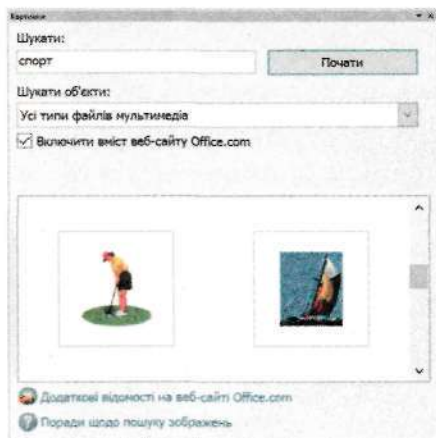 Картинки
Шукати:
спорт
Почати
Шукати об'єкти:
Усі типи файлів мультимедіа
Включити вміст веб-сайту Office.com
Додаткові відомості на веб-сайті Office.com
Поради щодо пошуку зображень